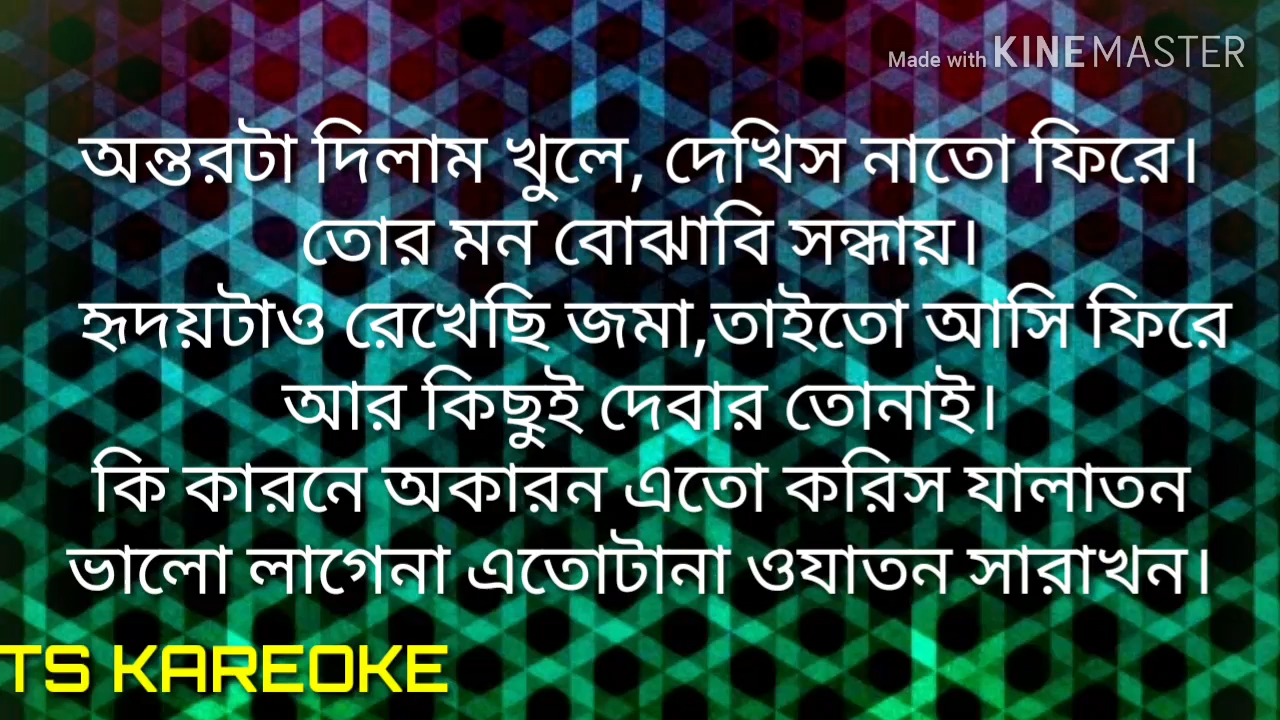 Made with KINEMASTER
অন্তরটা দিলাম খুলে, দেখিস নাতো ফিরে।
তোর মন বোঝাবি সন্ধায়।
হৃদয়টাও রেখেছি জমা,তাইতো আসি ফিরে
আর কিছুই দেবার তোনাই।
কি কারনে অকারন এতো করিস যালাতন
ভালো লাগেনা এতোটানা ওযাতন সারাখন।
TS KAREOKE